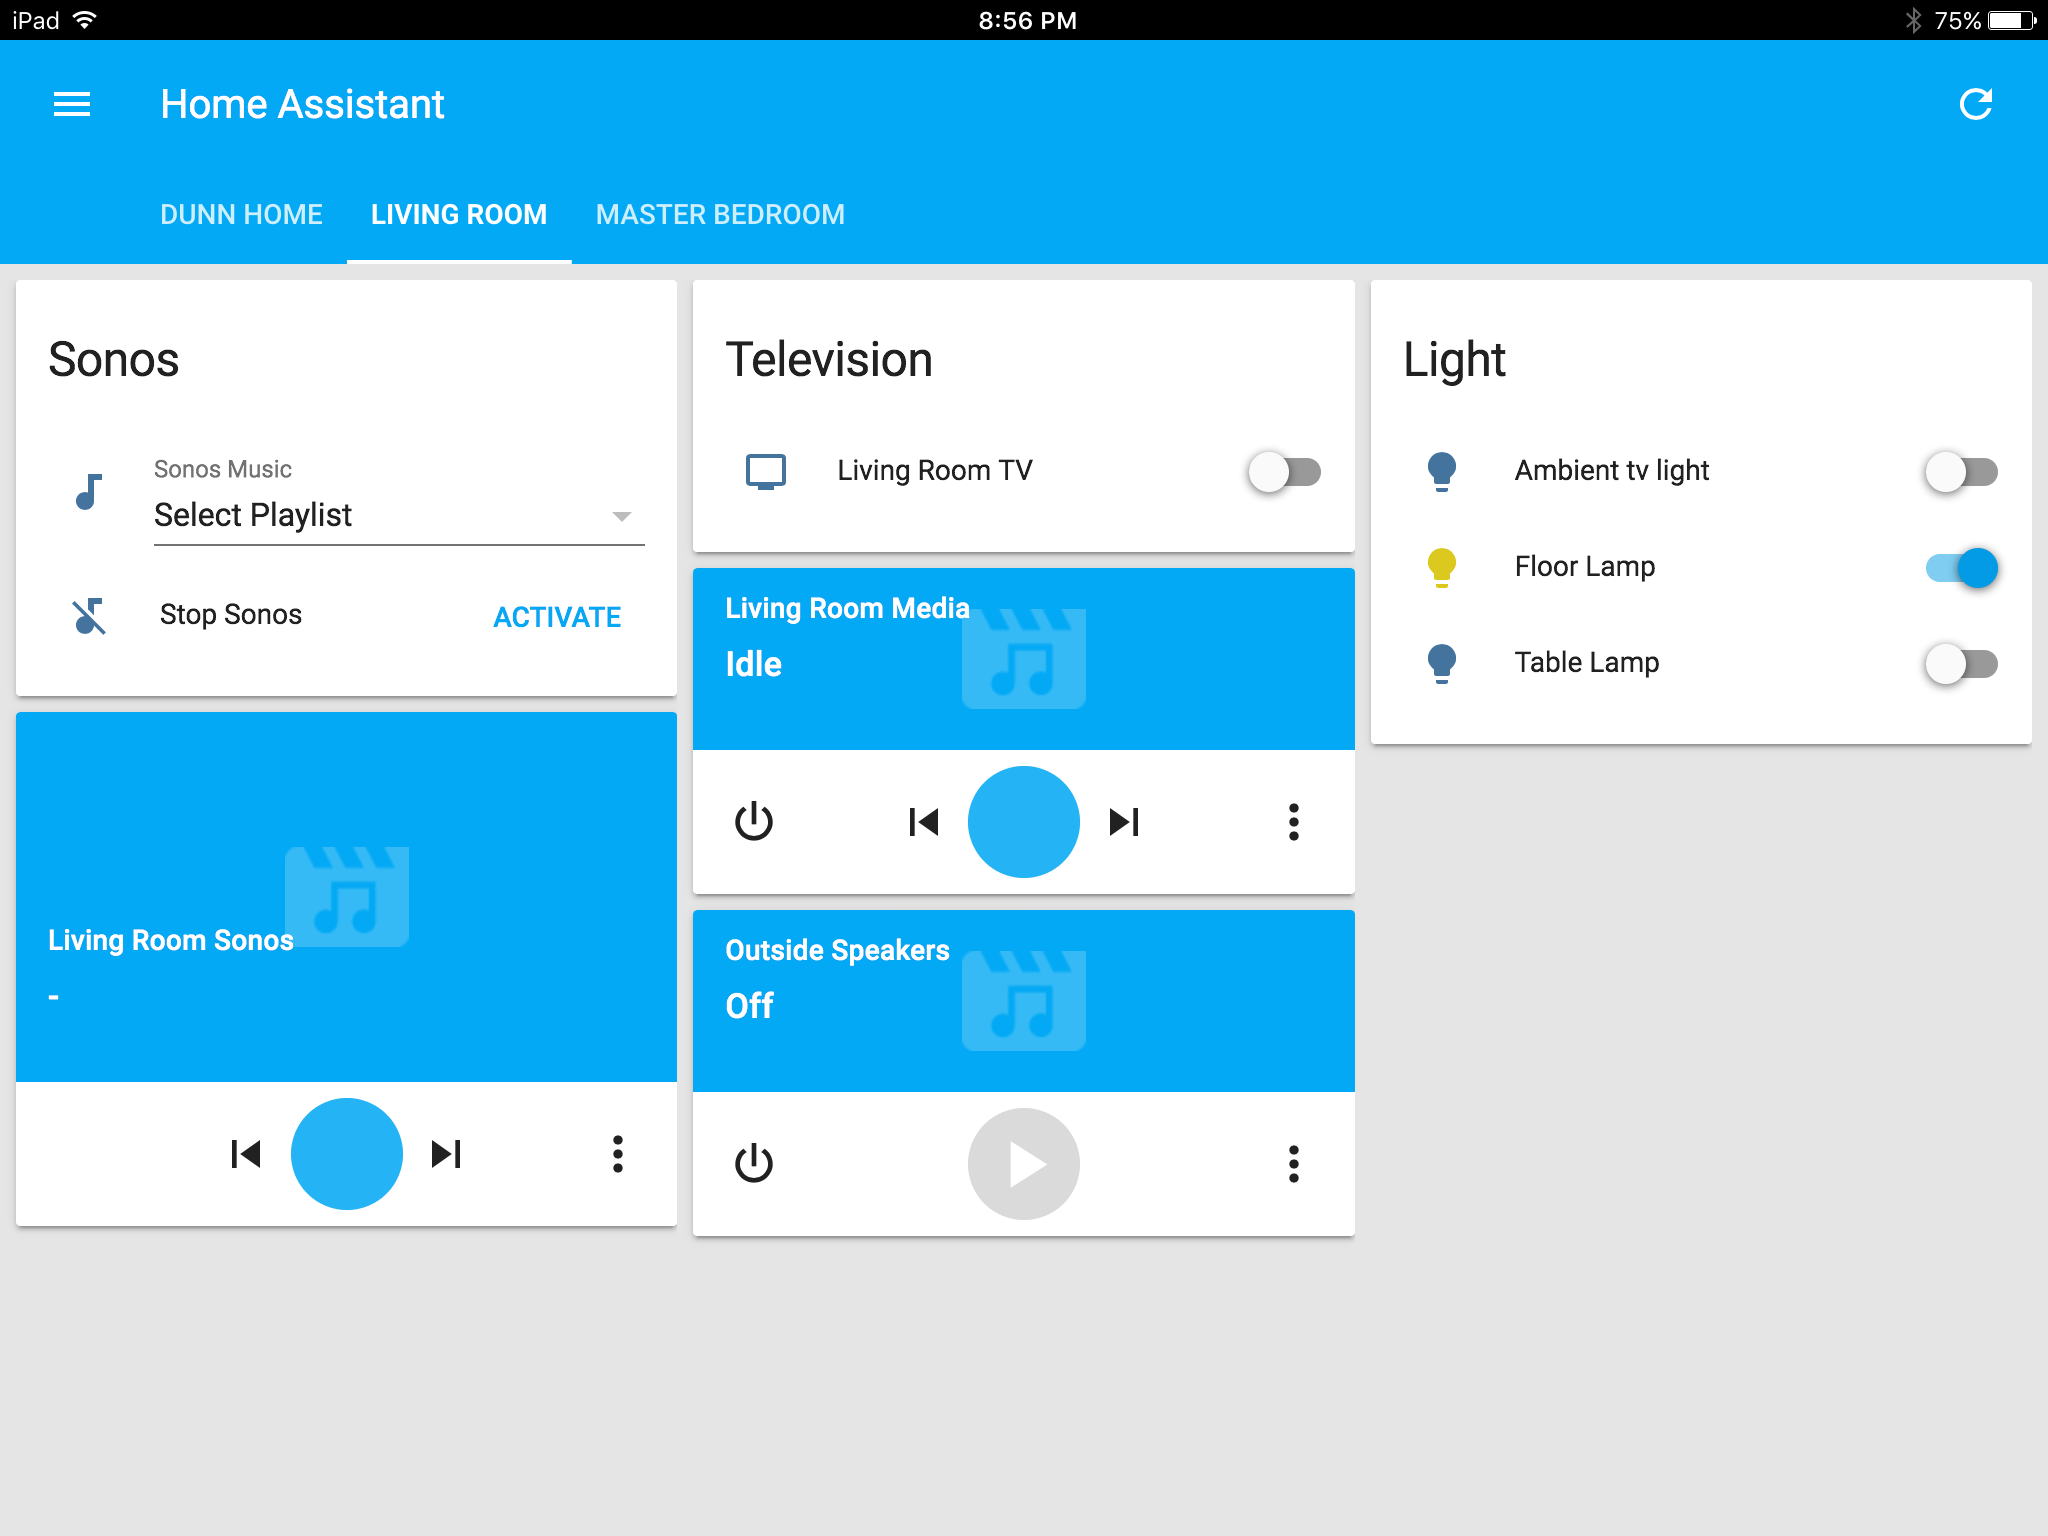 iPad
8:56 PM
75%
Home Assistant
DUNN HOME
LIVING ROOM
MASTER BEDROOM
Sonos
Sonos Music
Select Playlist
Stop Sonos
ACTIVATE
Living Room Sonos
-
Television
Living Room TV
Living Room Media
Idle
Outside Speakers
Off
Light
Ambient tv light
Floor Lamp
Table Lamp